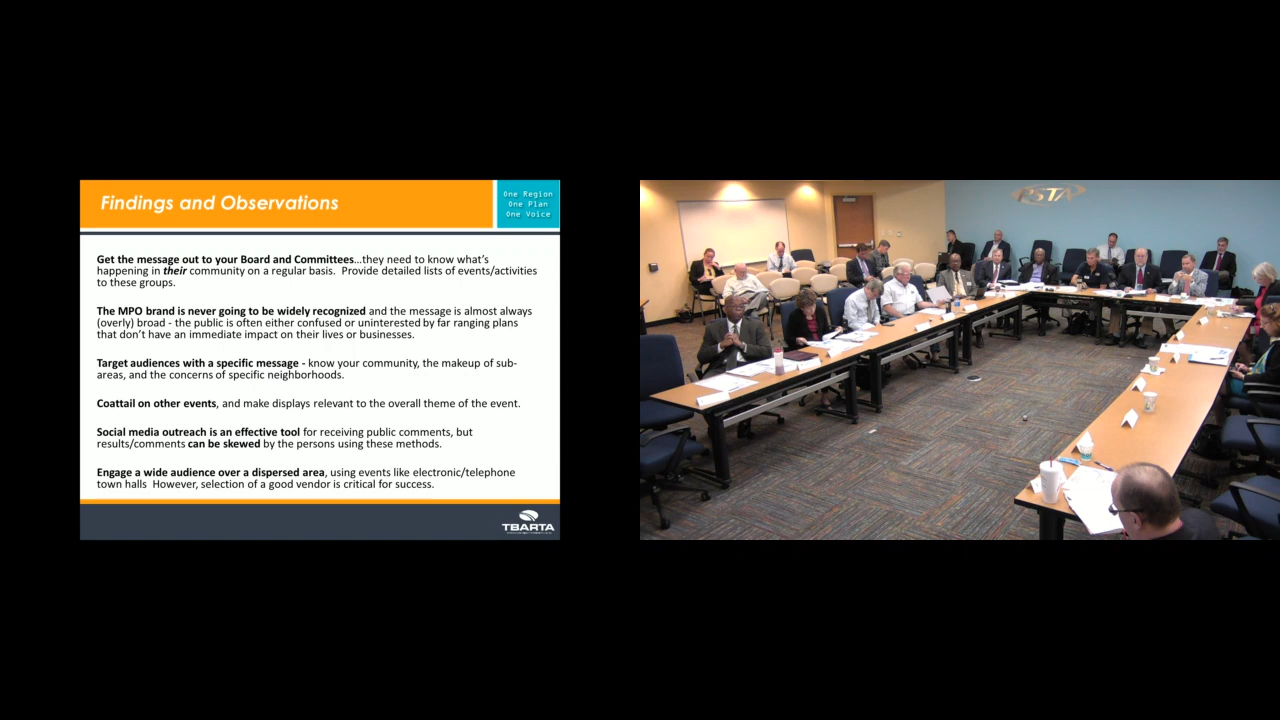 Findings and Observations
One Region
One Plan
One Voice
Get the message out to your Board and Committees...they need to know what's
happening in their community on a regular basis. Provide detailed lists of events/activities
to these groups.
The MPO brand is never going to be widely recognized and the message is almost always
(overly) broad - the public is often either confused or uninterested by far ranging plans
that don't have an immediate impact on their lives or businesses.
Target audiences with a specific message - know your community, the makeup of sub-
areas, and the concerns of specific neighborhoods.
Coattail on other events, and make displays relevant to the overall theme of the event.
Social media outreach is an effective tool for receiving public comments, but
results/comments can be skewed by the persons using these methods.
Engage a wide audience over a dispersed area, using events like electronic/telephone
town halls However, selection of a good vendor is critical for success.
TBARTA
PSTA